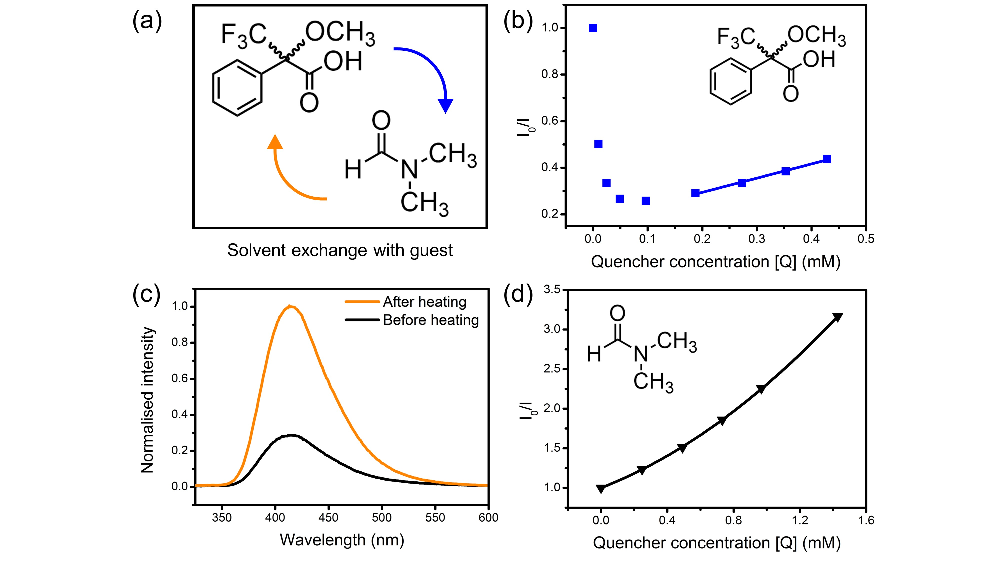 (a)
F₃C
OCH₃
OH
O
O
H
N
CH₃
CH₃
Solvent exchange with guest
(b)
I₀/I
1.0
0.8
0.6
0.4
0.2
F₃C
OCH₃
OH
O
0.0 0.1 0.2 0.3 0.4 0.5
Quencher concentration [Q] (mM)
(c)
Normalised intensity
1.0
0.8
0.6
0.4
0.2
0.0
After heating
Before heating
350 400 450 500 550 600
Wavelength (nm)
(d)
I₀/I
3.5
3.0
2.5
2.0
1.5
1.0
O
H
N
CH₃
CH₃
0.0 0.4 0.8 1.2 1.6
Quencher concentration [Q] (mM)